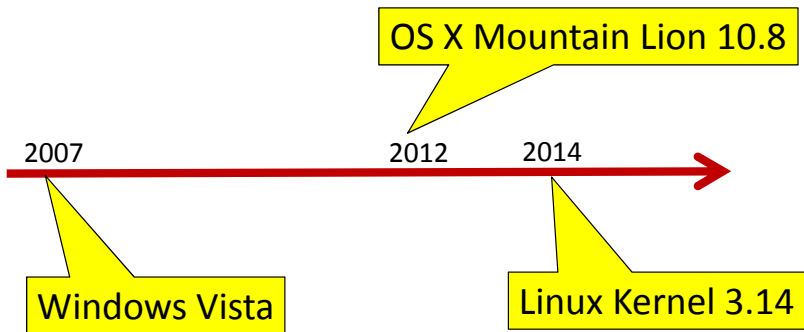 OS X Mountain Lion 10.8
2007
2012
2014
Windows Vista
Linux Kernel 3.14